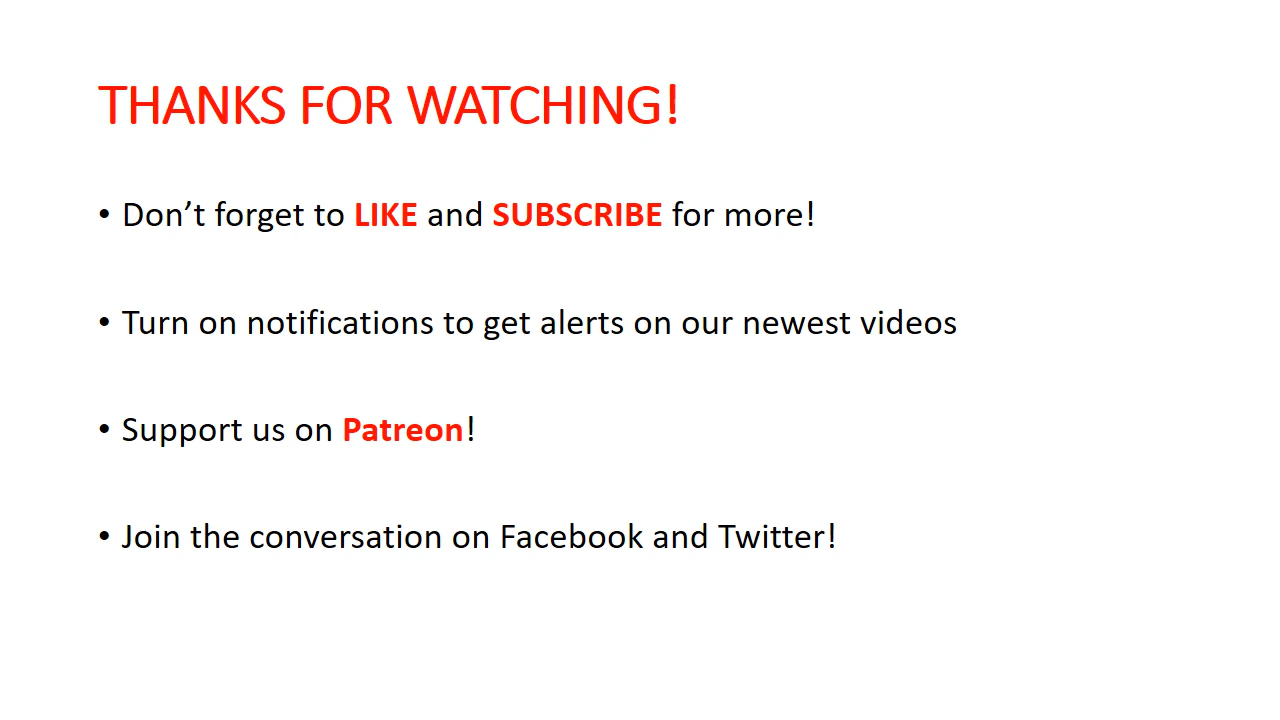 THANKS FOR WATCHING!
• Don’t forget to LIKE and SUBSCRIBE for more!
• Turn on notifications to get alerts on our newest videos
• Support us on Patreon!
• Join the conversation on Facebook and Twitter!